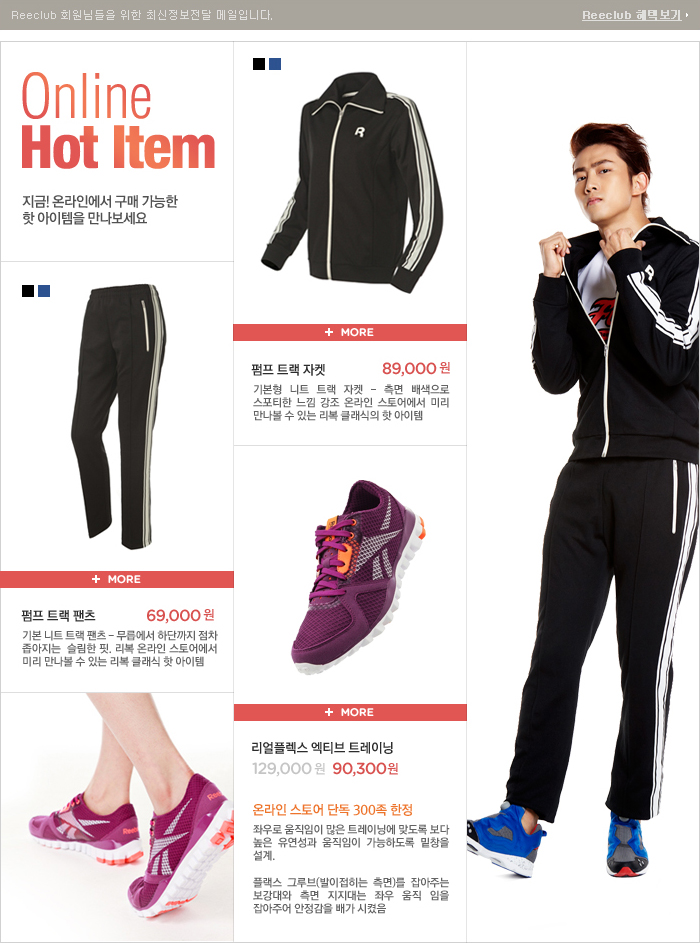 Reeclub 회원님들을 위한 최신정보전달 메일입니다.
Reeclub 혜택보기
Online
Hot Item
지금! 온라인에서 구매 가능한
핫 아이템을 만나보세요
R
+ MORE
펌프 트랙 자켓 89,000 원
기본형 니트 트랙 자켓 – 측면 배색으로
스포티한 느낌 강조 온라인 스토어에서 미리
만나볼 수 있는 리복 클래식의 핫 아이템
+ MORE
펌프 트랙 팬츠 69,000 원
기본 니트 트랙 팬츠 – 무릎에서 하단까지 점차
좁아지는 슬림한 핏. 리복 온라인 스토어에서
미리 만나볼 수 있는 리복 클래식 핫 아이템
+ MORE
리얼플렉스 엑티브 트레이닝
129,000 원 90,300원
온라인 스토어 단독 300족 한정
좌우로 움직임이 많은 트레이닝에 맞도록 보다
높은 유연성과 움직임이 가능하도록 밑창을
설계.
플랙스 그루브(발이접히는 측면)를 잡아주는
보강대와 측면 지지대는 좌우 움직 임을
잡아주어 안정감을 배가 시켰음
Reebok
R